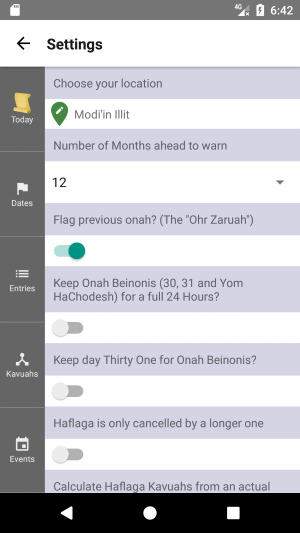 4G 6:42
Settings
Choose your location
Today
Modi'in Illit
Number of Months ahead to warn
12
Dates
Flag previous onah? (The "Ohr Zaruah")
Entries
Keep Onah Beinonis (30, 31 and Yom
HaChodesh) for a full 24 Hours?
Kavuahs
Keep day Thirty One for Onah Beinonis?
Haflaga is only cancelled by a longer one
Events
Calculate Haflaga Kavuahs from an actual